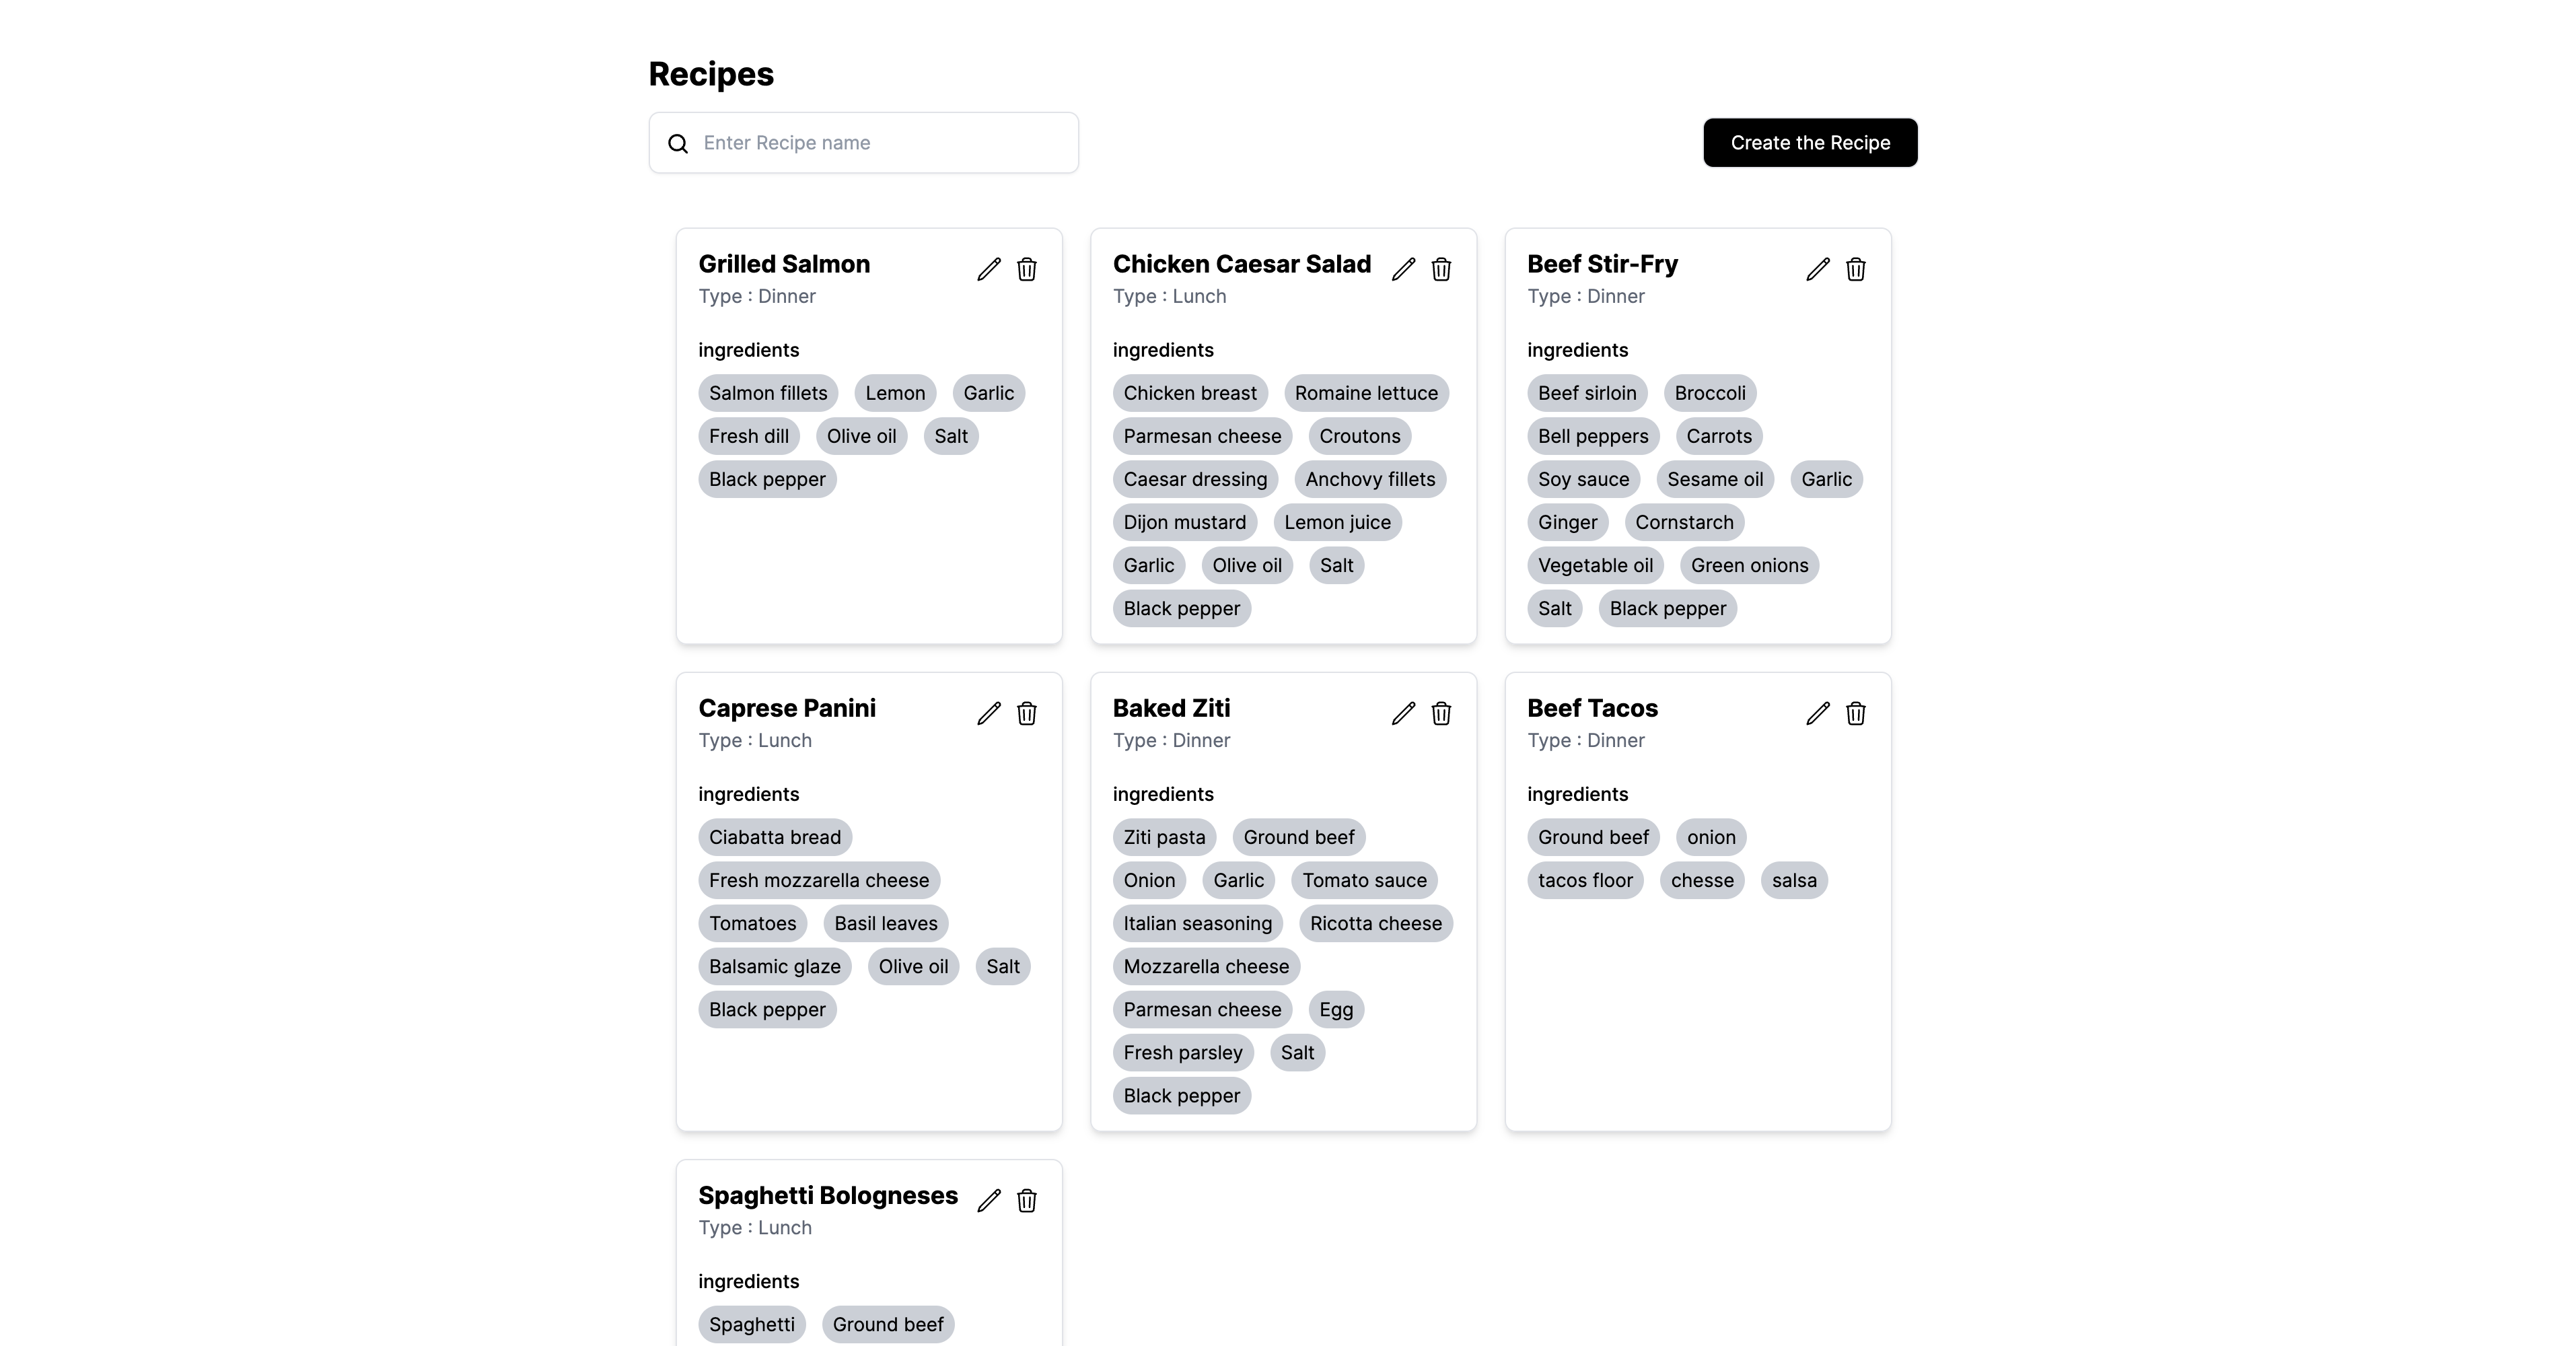 Recipes
Enter Recipe name
Create the Recipe
Grilled Salmon
Type : Dinner
ingredients
Salmon fillets Lemon Garlic
Fresh dill Olive oil Salt
Black pepper
Chicken Caesar Salad
Type : Lunch
ingredients
Chicken breast Romaine lettuce
Parmesan cheese Croutons
Caesar dressing Anchovy fillets
Dijon mustard Lemon juice
Garlic Olive oil Salt
Black pepper
Beef Stir-Fry
Type : Dinner
ingredients
Beef sirloin Broccoli
Bell peppers Carrots
Soy sauce Sesame oil Garlic
Ginger Cornstarch
Vegetable oil Green onions
Salt Black pepper
Caprese Panini
Type : Lunch
ingredients
Ciabatta bread
Fresh mozzarella cheese
Tomatoes Basil leaves
Balsamic glaze Olive oil Salt
Black pepper
Baked Ziti
Type : Dinner
ingredients
Ziti pasta Ground beef
Onion Garlic Tomato sauce
Italian seasoning Ricotta cheese
Mozzarella cheese
Parmesan cheese Egg
Fresh parsley Salt
Black pepper
Beef Tacos
Type : Dinner
ingredients
Ground beef onion
tacos floor chesse salsa
Spaghetti Bologneses
Type : Lunch
ingredients
Spaghetti Ground beef